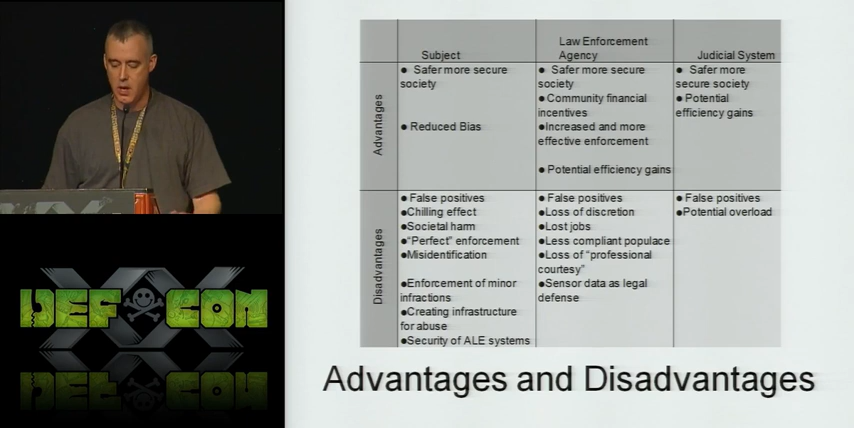 Subject
Law Enforcement
Agency
Judicial System
Advantages
● Safer more secure
society
● Reduced Bias
● Safer more secure
society
● Community financial
incentives
●Increased and more
effective enforcement
● Potential efficiency gains
● Safer more
secure society
● Potential
efficiency gains
Disadvantages
● False positives
●Chilling effect
●Societal harm
●“Perfect” enforcement
●Misidentification
●Enforcement of minor
infractions
●Creating infrastructure
for abuse
●Security of ALE systems
● False positives
●Loss of discretion
●Lost jobs
●Less compliant populace
●Loss of “professional
courtesy”
●Sensor data as legal
defense
● False positives
●Potential overload
Advantages and Disadvantages
XX
DEF CON